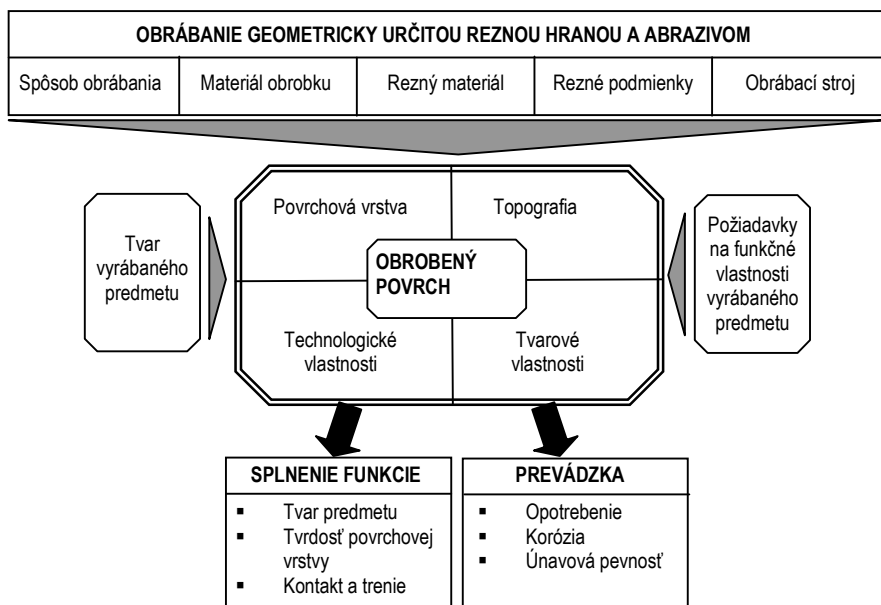 OBRÁBANIE GEOMETRICKY URČITOU REZNOU HRANOU A ABRAZIVOM
Spôsob obrábania
Materiál obrobku
Rezný materiál
Rezné podmienky
Obrábací stroj
Tvar
vyrábaného
predmetu
Povrchová vrstva
Topografia
OBROBENÝ
POVRCH
Technologické
vlastnosti
Tvarové
vlastnosti
Požiadavky
na funkčné
vlastnosti
vyrábaného
predmetu
SPLNENIE FUNKCIE
▪ Tvar predmetu
▪ Tvrdosť povrchovej
vrstvy
▪ Kontakt a trenie
PREVÁDZKA
▪ Opotrebenie
▪ Korózia
▪ Únavová pevnosť